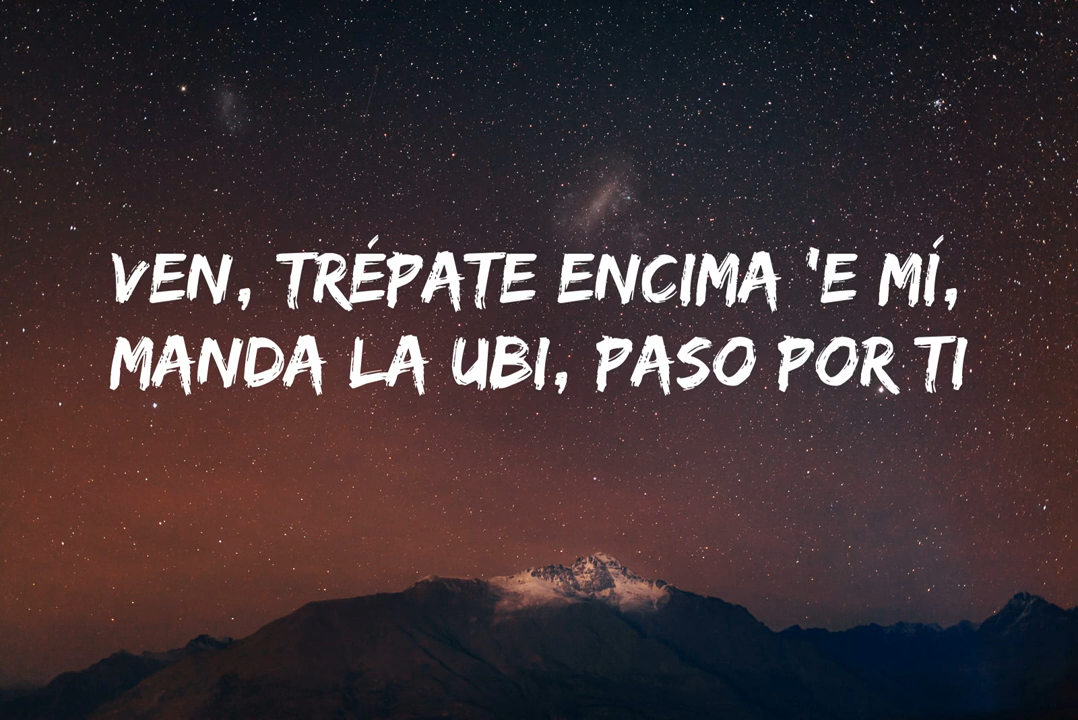 VEN, TRÉPATE ENCIMA 'E MÍ,
MANDA LA UBI, PASO POR TI